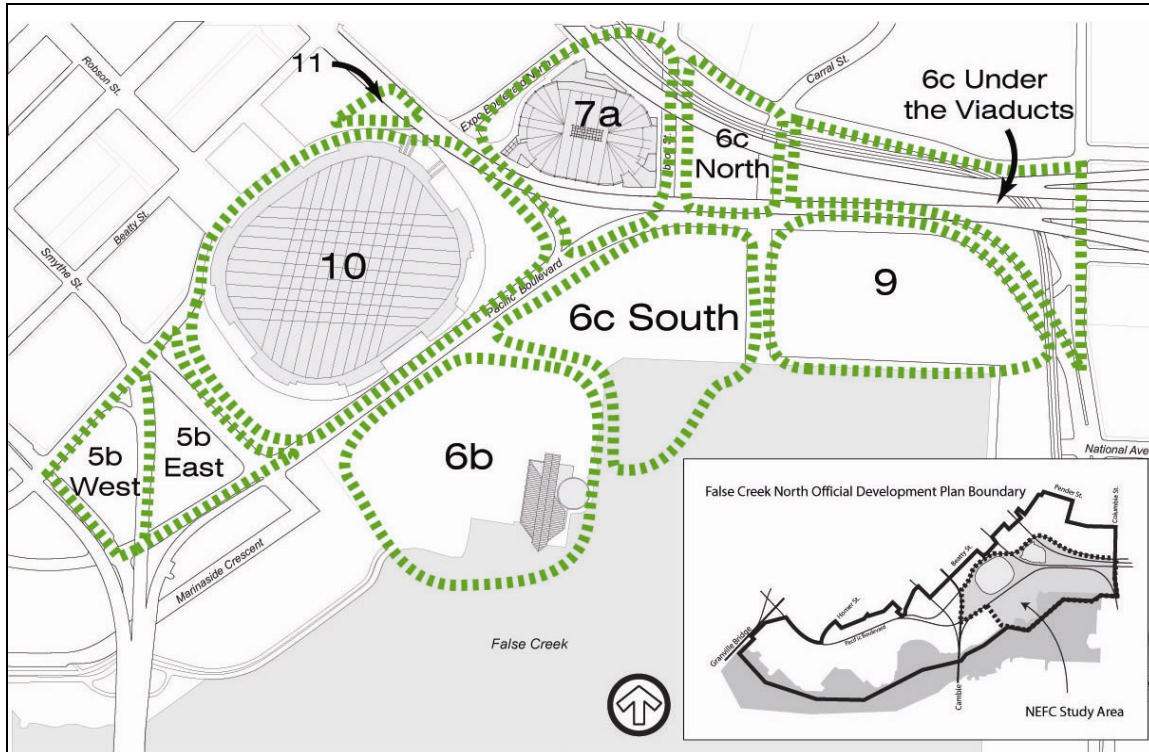 Robson St.
11
Expo Boulevard North
7a
Carral St.
6c Under
the Viaducts
6c
North
Beatty St.
Smythe St.
10
Pacific Boulevard
6c South
9
5b
West
5b
East
6b
National Ave
Marinaside Crescent
False Creek
False Creek North Official Development Plan Boundary
Pender St.
Columbia St.
Beatty St.
Homer St.
Pacific Boulevard
Granville Bridge
Cambie
NEFC Study Area